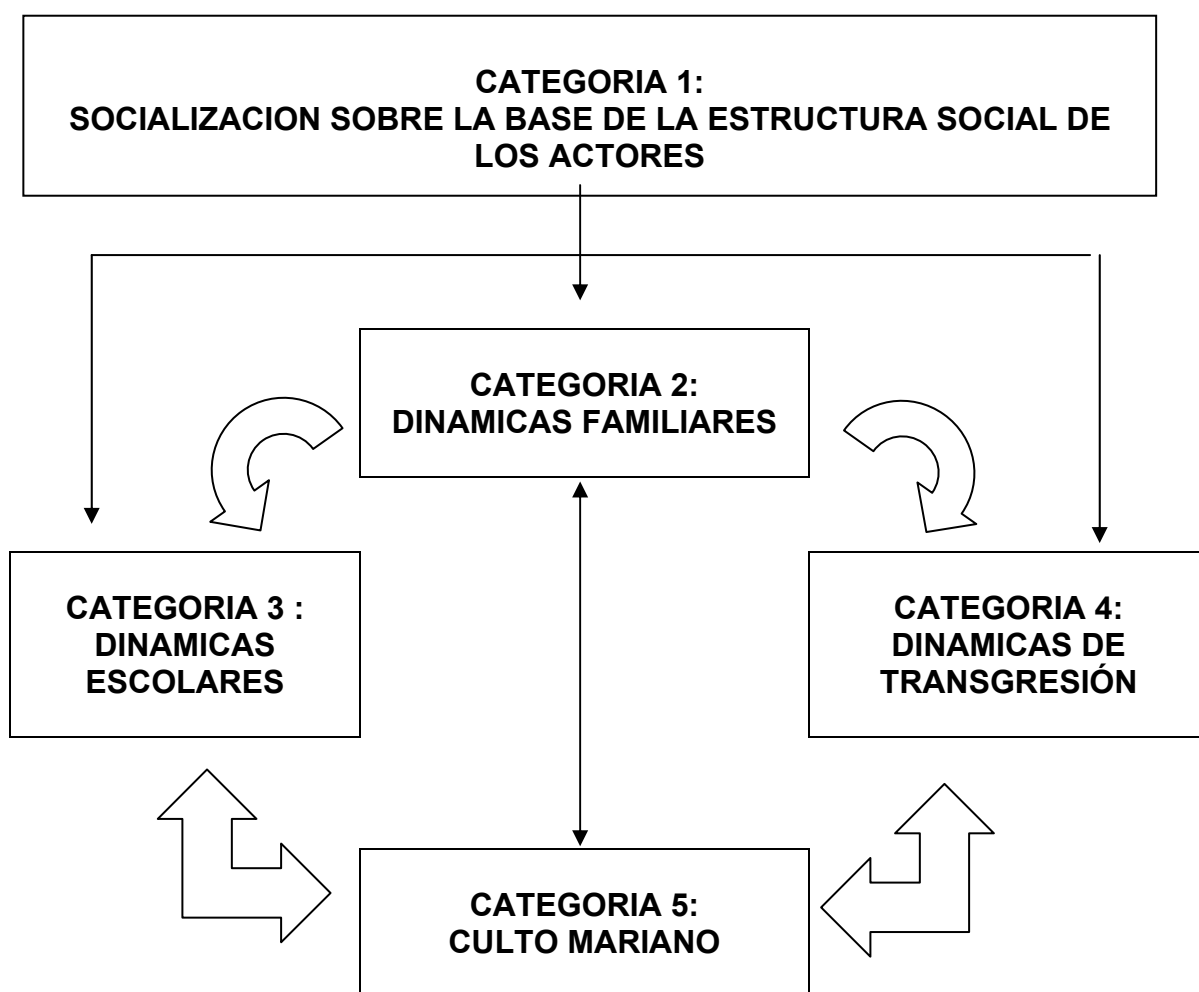 CATEGORIA 1:
SOCIALIZACION SOBRE LA BASE DE LA ESTRUCTURA SOCIAL DE
LOS ACTORES
CATEGORIA 2:
DINAMICAS FAMILIARES
CATEGORIA 3 :
DINAMICAS
ESCOLARES
CATEGORIA 4:
DINAMICAS DE
TRANSGRESIÓN
CATEGORIA 5:
CULTO MARIANO